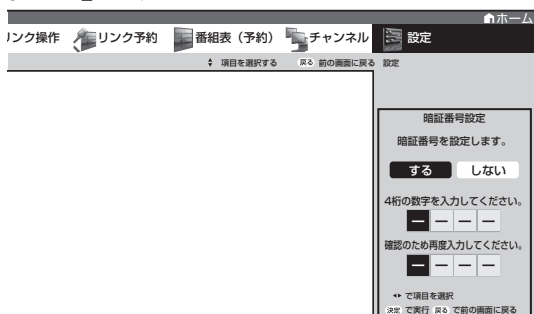 ホーム
リンク操作 リンク予約 番組表（予約） チャンネル 設定
項目を選択する 戻る 前の画面に戻る 設定
暗証番号設定
暗証番号を設定します。
する しない
4桁の数字を入力してください。
－ － － －
確認のため再度入力してください。
－ － － －
で項目を選択
決定 で実行 戻る で前の画面に戻る